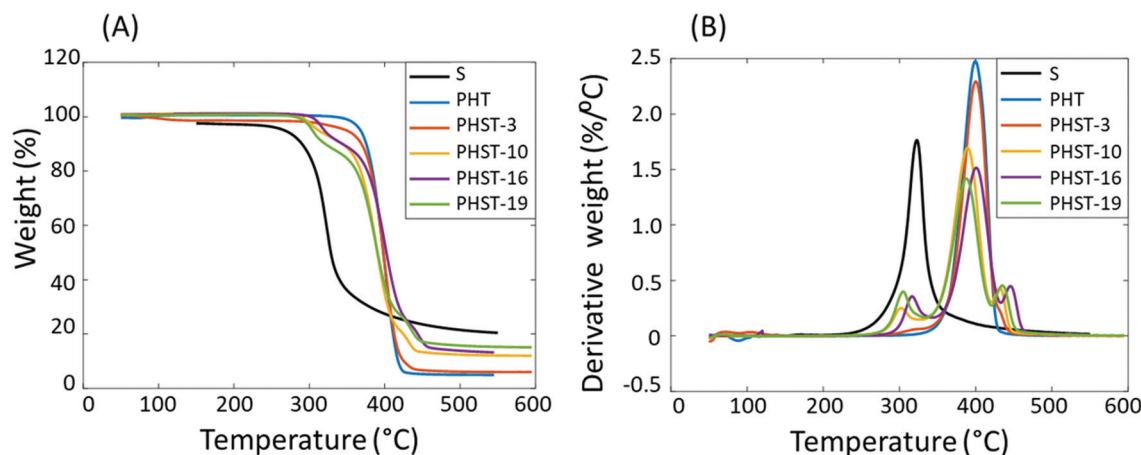 (A)
Weight (%)
120
100
80
60
40
20
0
0 100 200 300 400 500 600
Temperature (°C)
S
PHT
PHST-3
PHST-10
PHST-16
PHST-19
(B)
Derivative weight (%/⁰C)
2.5
2.0
1.5
1.0
0.5
0
-0.5
0 100 200 300 400 500 600
Temperature (°C)
S
PHT
PHST-3
PHST-10
PHST-16
PHST-19